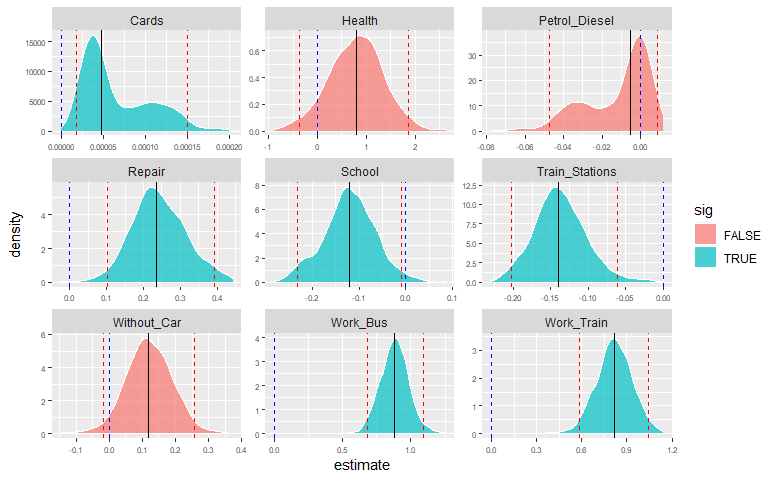 Cards Health Petrol_Diesel
15000 10000 5000 0
0.00000 0.00005 0.00010 0.00015 0.00020
0.6 0.4 0.2 0.0
-1 0 1 2
30 20 10 0
-0.08 -0.06 -0.04 -0.02 0.00
Repair School Train_Stations
4 2 0
0.0 0.1 0.2 0.3 0.4
8 6 4 2 0
-0.2 -0.1 0.0 0.1
12.5 10.0 7.5 5.0 2.5 0.0
-0.20 -0.15 -0.10 -0.05 0.00
Without_Car Work_Bus Work_Train
6 4 2 0
-0.1 0.0 0.1 0.2 0.3 0.4
4 3 2 1 0
0.0 0.5 1.0
3 2 1 0
0.0 0.3 0.6 0.9 1.2
density
estimate
sig
FALSE
TRUE